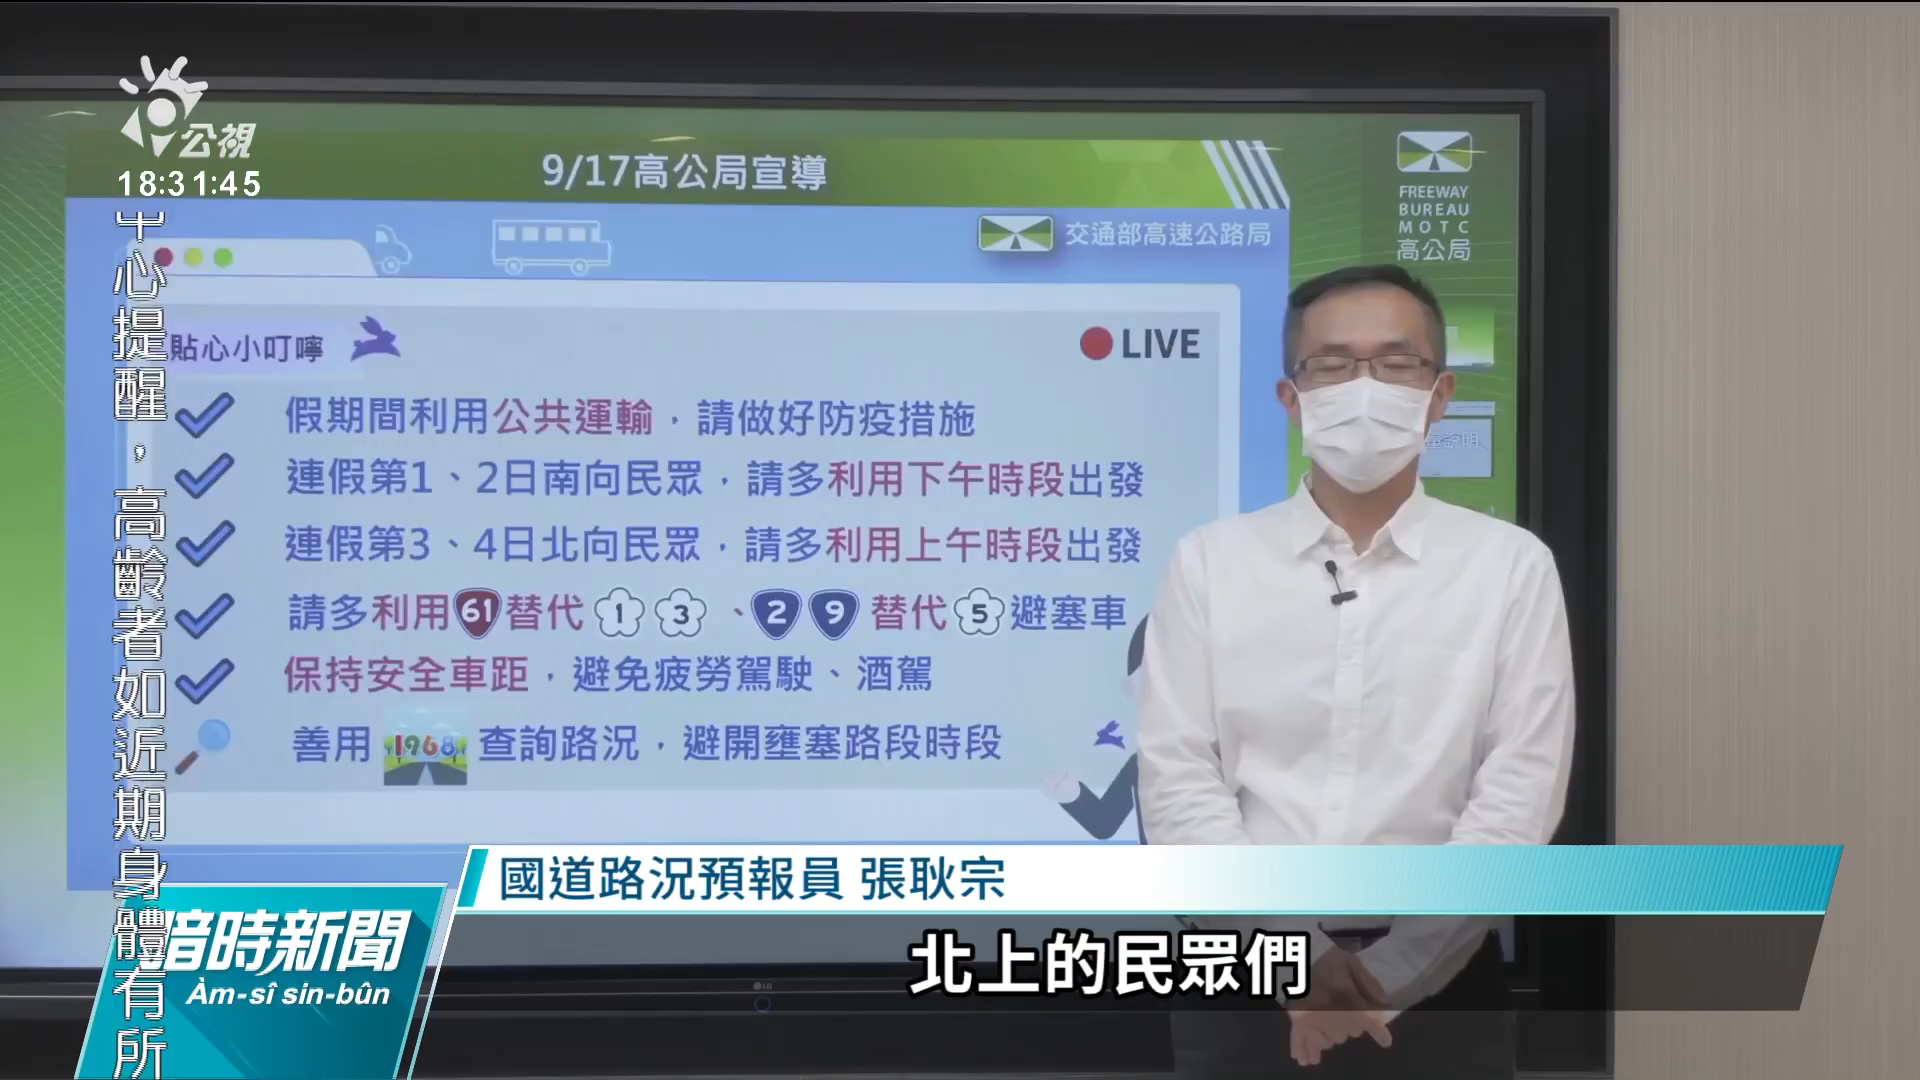 公視
18:31:45
心提醒．高齡者如近期身體有所
9/17高公局宣導
交通部高速公路局
FREEWAY
BUREAU
MOTC
高公局
貼心小叮嚀
LIVE
假期間利用公共運輸，請做好防疫措施
連假第1、2日南向民眾，請多利用下午時段出發
連假第3、4日北向民眾，請多利用上午時段出發
請多利用61替代1 3、2 9替代5避塞車
保持安全車距，避免疲勞駕駛、酒駕
善用1968查詢路況，避開壅塞路段時段
說明
LG
國道路況預報員 張耿宗
暗時新聞
Àm-sî sin-bûn
北上的民眾們